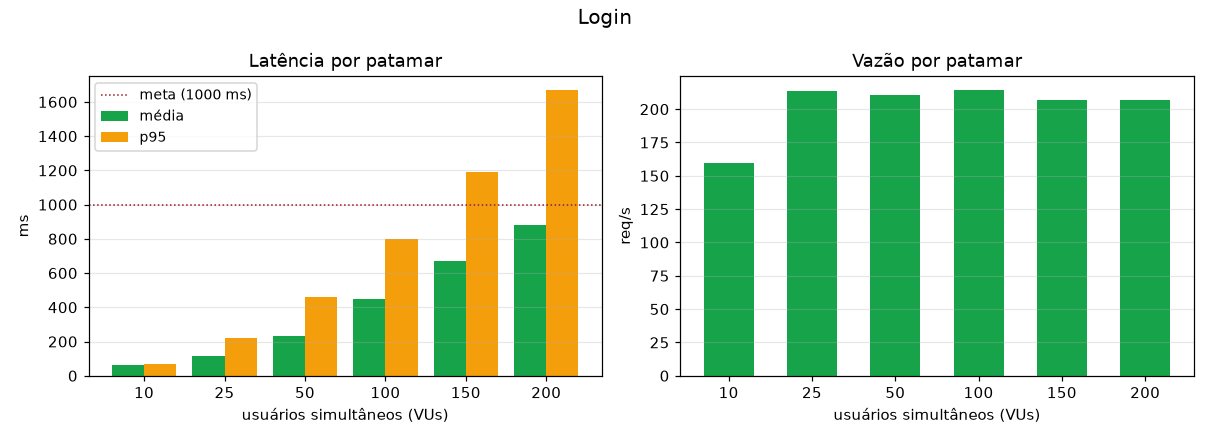 Login
Latência por patamar
1600
1400
1200
1000
800
600
400
200
0
ms
meta (1000 ms)
média
p95
10 25 50 100 150 200
usuários simultâneos (VUs)
Vazão por patamar
200
175
150
125
100
75
50
25
0
req/s
10 25 50 100 150 200
usuários simultâneos (VUs)